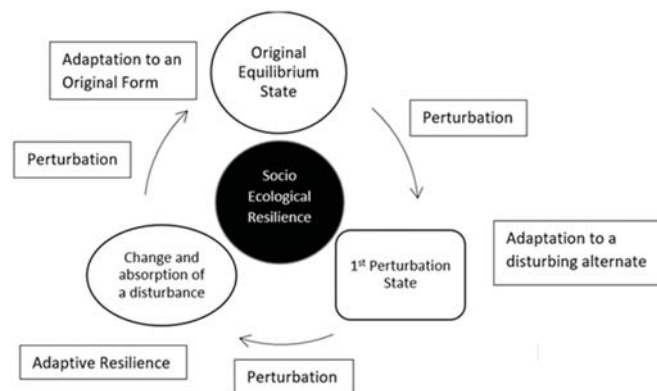 Adaptation to an
Original Form
Original
Equilibrium
State
Perturbation
Perturbation
Socio
Ecological
Resilience
Change and
absorption of
a disturbance
1st Perturbation
State
Adaptation to a
disturbing alternate
Adaptive Resilience
Perturbation